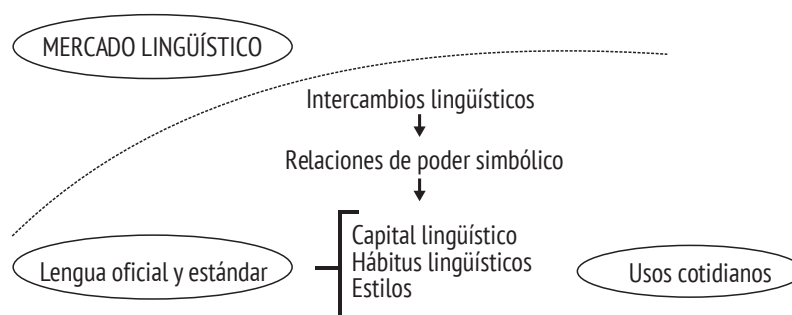 MERCADO LINGÜÍSTICO
Intercambios lingüísticos
Relaciones de poder simbólico
Lengua oficial y estándar
Capital lingüístico
Hábitus lingüísticos
Estilos
Usos cotidianos